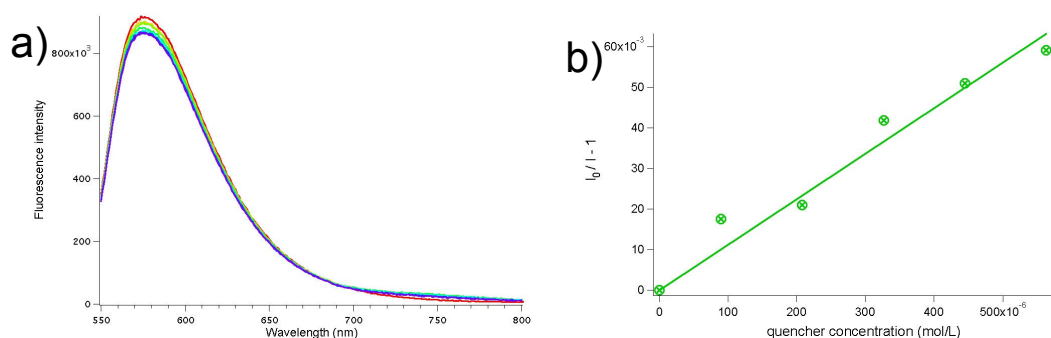 a)
Fluorescence intensity
800x10³
600
400
200
0
550
600
650
700
750
800
Wavelength (nm)
b)
I₀ / I - 1
60x10⁻³
50
40
30
20
10
0
0
100
200
300
400
500x10⁻⁶
quencher concentration (mol/L)